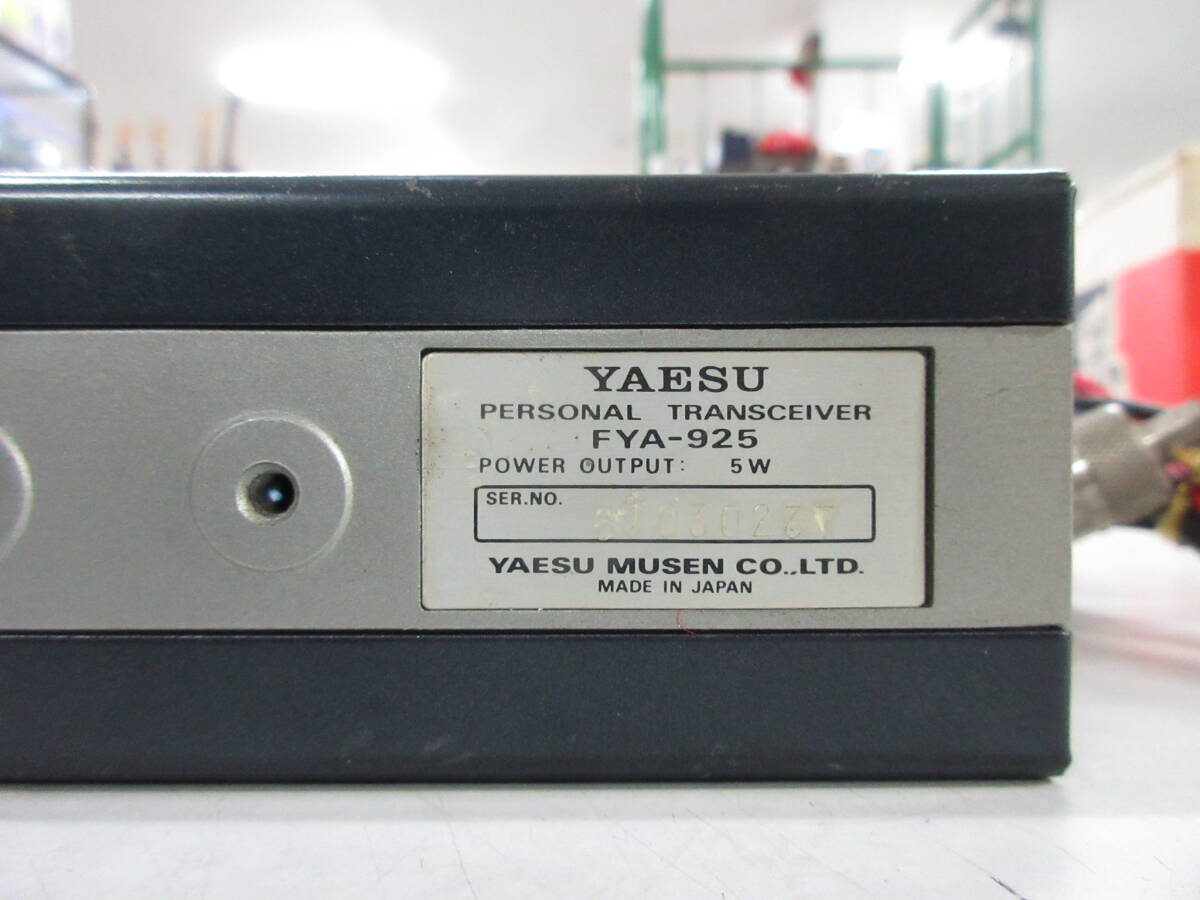 YAESU
PERSONAL TRANSCEIVER
FYA-925
POWER OUTPUT: 5W
SER.NO.
YAESU MUSEN CO.,LTD.
MADE IN JAPAN